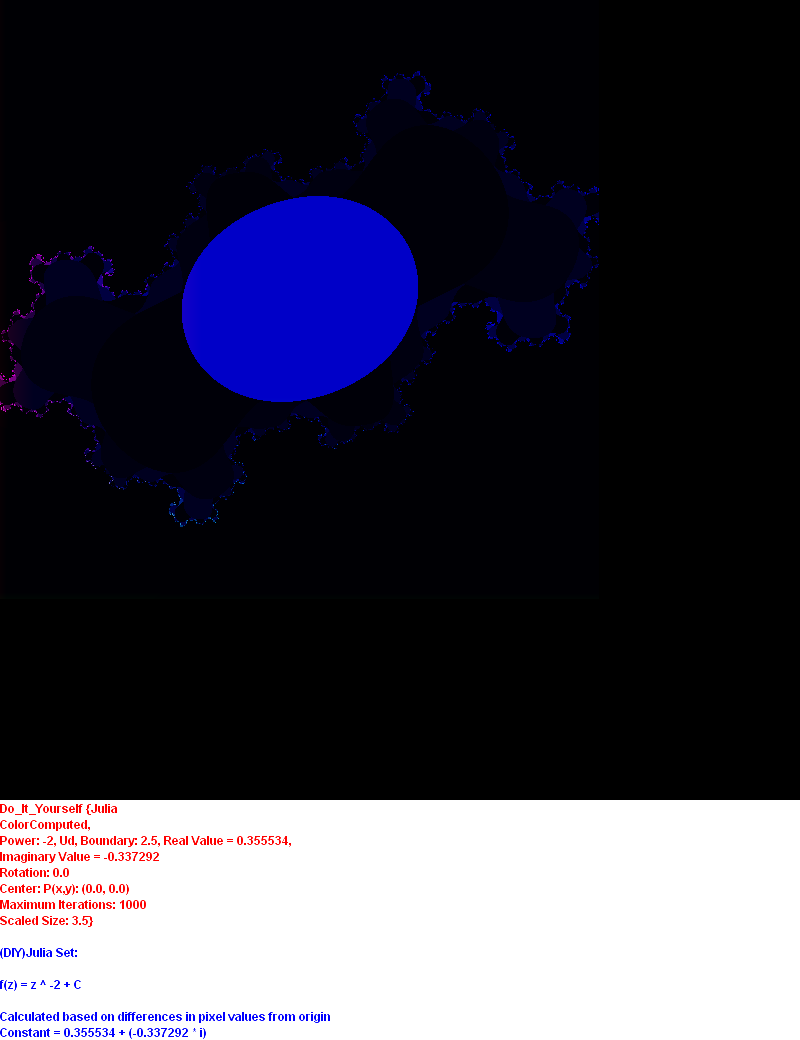 Do_It_Yourself {Julia
ColorComputed,
Power: -2, Ud, Boundary: 2.5, Real Value = 0.355534,
Imaginary Value = -0.337292
Rotation: 0.0
Center: P(x,y): (0.0, 0.0)
Maximum Iterations: 1000
Scaled Size: 3.5}
(DIY)Julia Set:
f(z) = z ^ -2 + C
Calculated based on differences in pixel values from origin
Constant = 0.355534 + (-0.337292 * i)